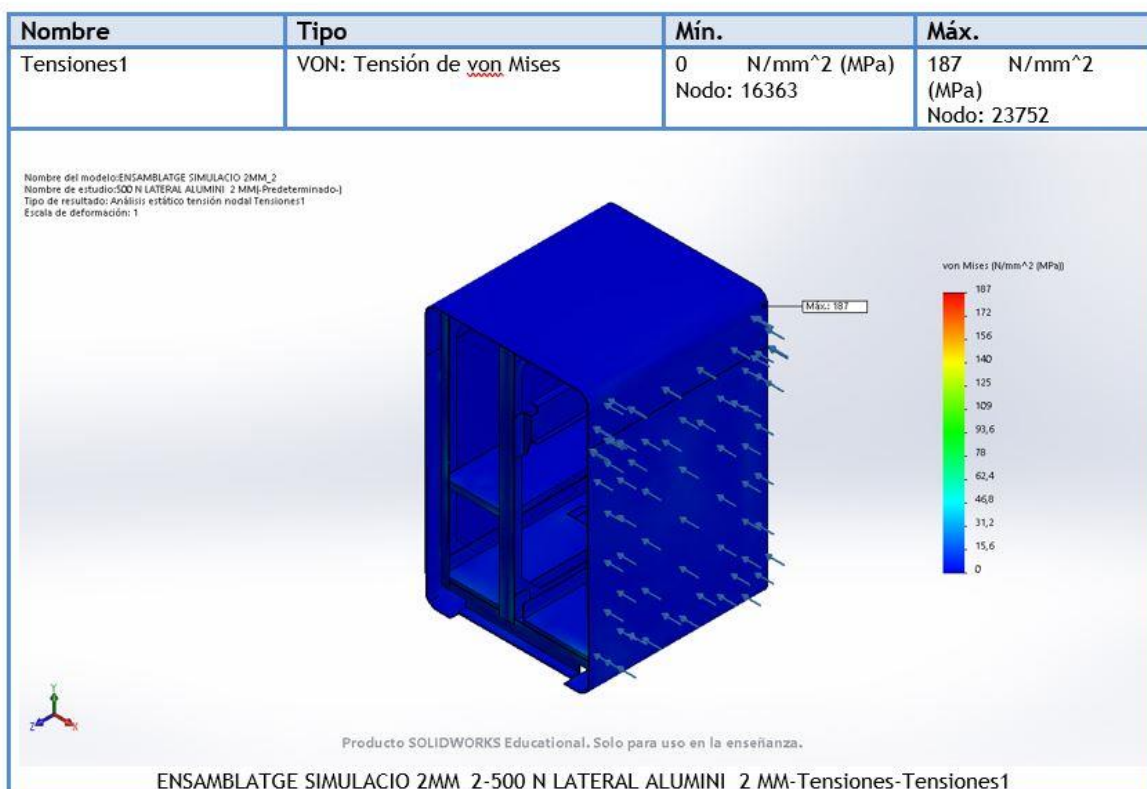 Nombre Tipo Mín. Máx.
Tensiones1 VON: Tensión de von Mises 0 N/mm^2 (MPa) 187 N/mm^2
Nodo: 16363 (MPa)
Nodo: 23752
Nombre del modelo:ENSAMBLATGE SIMULACIO 2MM_2
Nombre de estudio:500 N LATERAL ALUMINI 2 MM(-Predeterminado-)
Tipo de resultado: Análisis estático tensión nodal Tensiones1
Escala de deformación: 1
von Mises (N/mm^2 (MPa))
187
Máx.: 187
172
156
140
125
109
93,6
78
62,4
46,8
31,2
15,6
0
Y
Z X
Producto SOLIDWORKS Educational. Solo para uso en la enseñanza.
ENSAMBLATGE SIMULACIO 2MM_2-500 N LATERAL ALUMINI 2 MM-Tensiones-Tensiones1